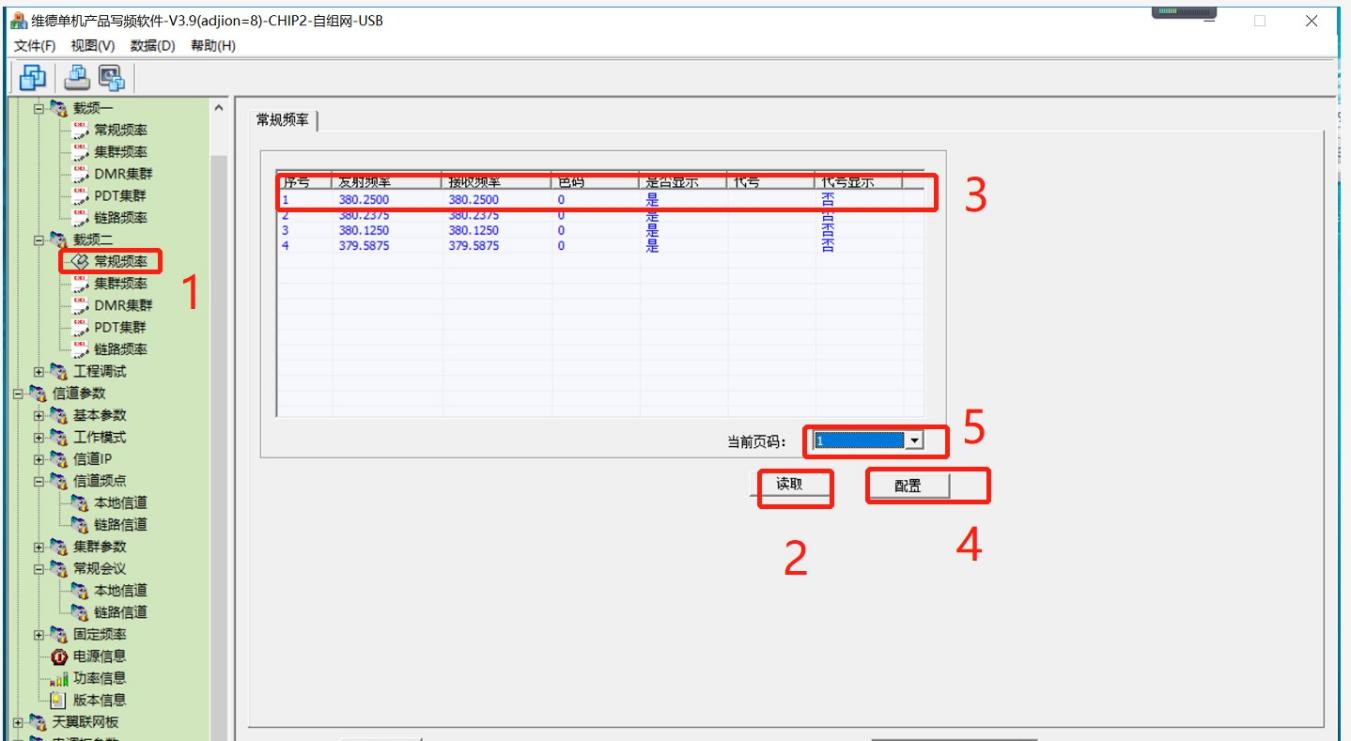 维德单机产品写频软件-V3.9(adjion=8)-CHIP2-自组网-USB
文件(F) 视图(V) 数据(D) 帮助(H)
载频一
常规频率
集群频率
DMR集群
PDT集群
链路频率
载频二
常规频率
集群频率
DMR集群
PDT集群
链路频率
工程调试
信道参数
基本参数
工作模式
信道IP
信道频点
本地信道
链路信道
集群参数
常规会议
本地信道
链路信道
固定频率
电源信息
功率信息
版本信息
天翼联网板
1
常规频率
序号 发射频率 接收频率 色码 是否显示 代号 代号显示
1 380.2500 380.2500 0 是 否
2 380.2375 380.2375 0 是 否
3 380.1250 380.1250 0 是 否
4 379.5875 379.5875 0 是 否
3
当前页码: 1
5
读取 配置
2 4